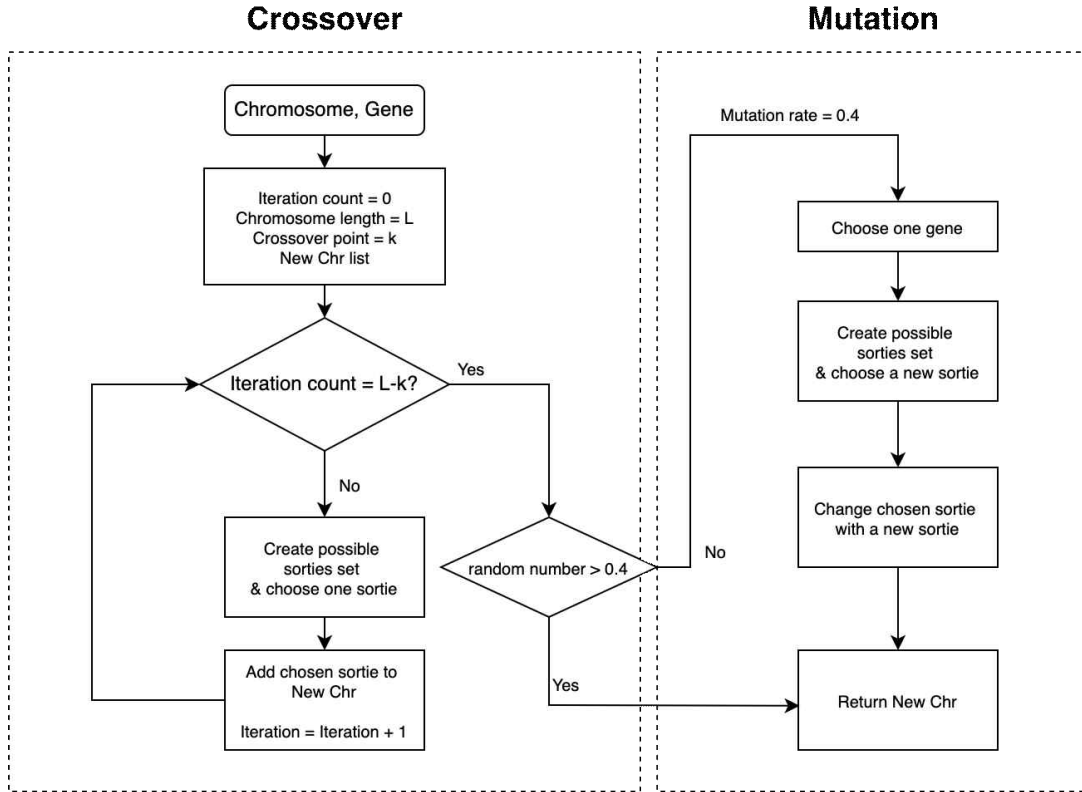 Crossover
Mutation
Chromosome, Gene
Iteration count = 0
Chromosome length = L
Crossover point = k
New Chr list
Iteration count = L-k?
Yes
No
Create possible
sorties set
& choose one sortie
Add chosen sortie to
New Chr
Iteration = Iteration + 1
random number > 0.4
No
Yes
Mutation rate = 0.4
Choose one gene
Create possible
sorties set
& choose a new sortie
Change chosen sortie
with a new sortie
Return New Chr